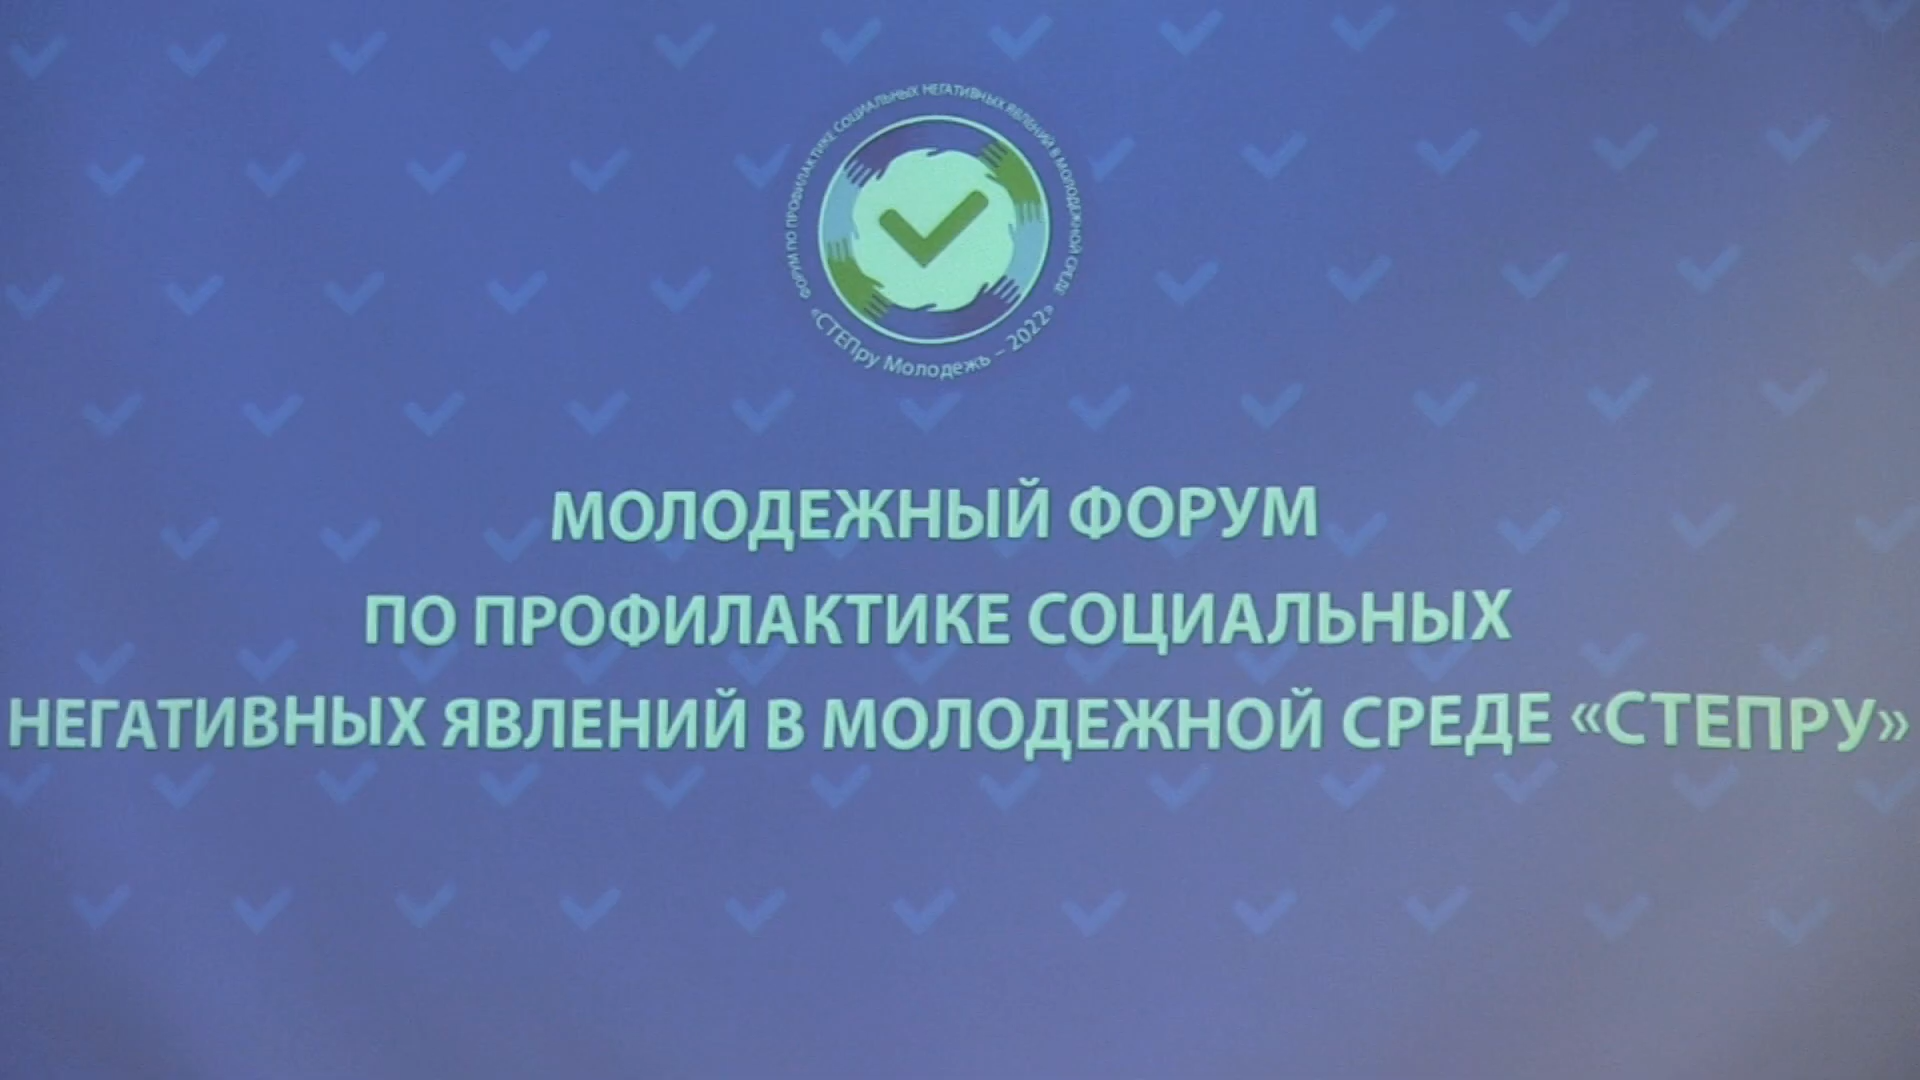 ФОРУМ ПО ПРОФИЛАКТИКЕ СОЦИАЛЬНЫХ НЕГАТИВНЫХ ЯВЛЕНИЙ В МОЛОДЕЖНОЙ СРЕДЕ
«СТЕПру Молодежь – 2022»
МОЛОДЕЖНЫЙ ФОРУМ
ПО ПРОФИЛАКТИКЕ СОЦИАЛЬНЫХ
НЕГАТИВНЫХ ЯВЛЕНИЙ В МОЛОДЕЖНОЙ СРЕДЕ «СТЕПРУ»